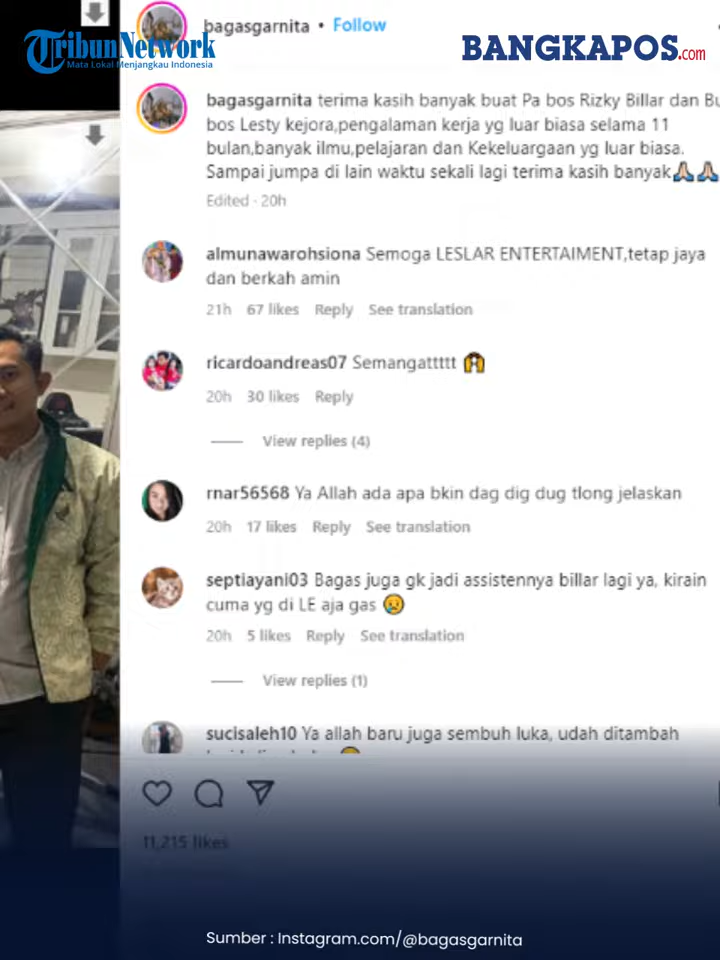 bagasgarnita • Follow
TribunNetwork
Mata Lokal Menjangkau Indonesia
BANGKAPOS.com
bagasgarnita terima kasih banyak buat Pa bos Rizky Billar dan Bu
bos Lesty kejora,pengalaman kerja yg luar biasa selama 11
bulan,banyak ilmu,pelajaran dan Kekeluargaan yg luar biasa.
Sampai jumpa di lain waktu sekali lagi terima kasih banyak🙏🙏
Edited · 20h
almunawarohsiona Semoga LESLAR ENTERTAIMENT,tetap jaya
dan berkah amin
21h 67 likes Reply See translation
ricardoandreas07 Semangattttt 🙌
20h 30 likes Reply
View replies (4)
rnar56568 Ya Allah ada apa bkin dag dig dug tlong jelaskan
20h 17 likes Reply See translation
septiayani03 Bagas juga gk jadi assistennya billar lagi ya, kirain
cuma yg di LE aja gas 😢
20h 5 likes Reply See translation
View replies (1)
sucisaleh10 Ya allah baru juga sembuh luka, udah ditambah
11,215 likes
Sumber : Instagram.com/@bagasgarnita